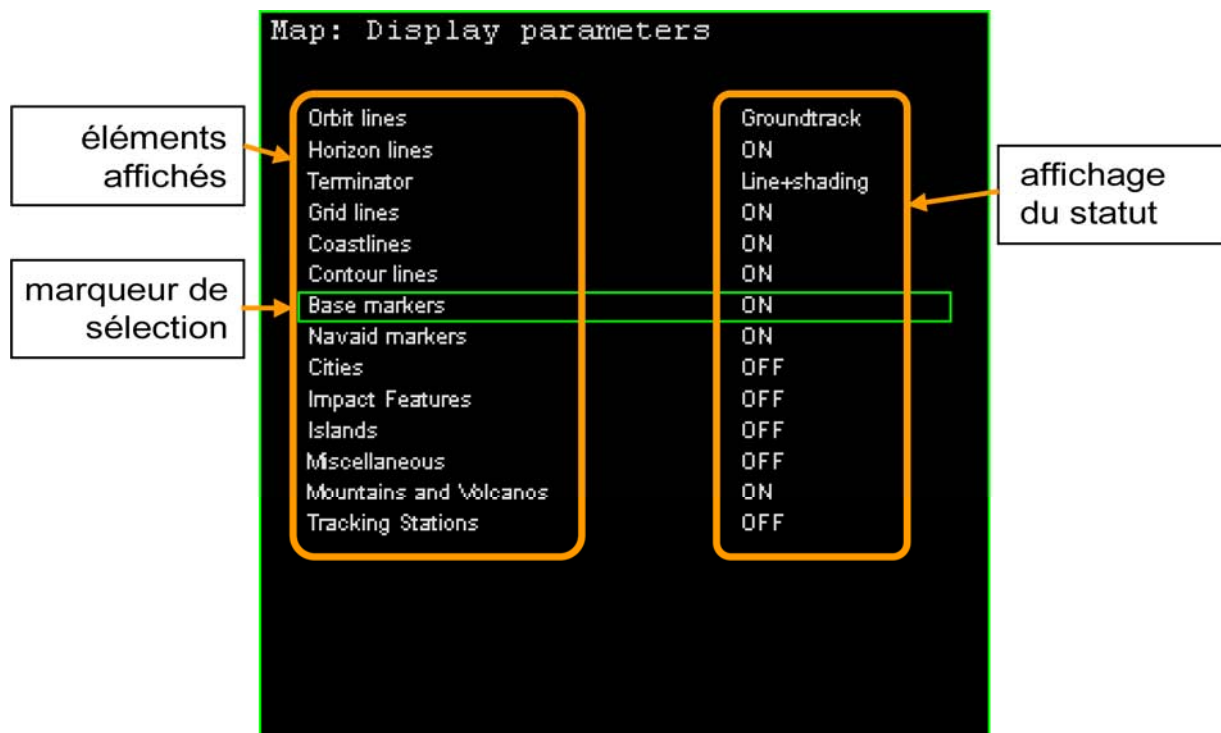 Map: Display parameters
éléments
affichés
marqueur de
sélection
Orbit lines Groundtrack
Horizon lines ON
Terminator Line+shading
Grid lines ON
Coastlines ON
Contour lines ON
Base markers ON
Navaid markers ON
Cities OFF
Impact Features OFF
Islands OFF
Miscellaneous OFF
Mountains and Volcanos ON
Tracking Stations OFF
affichage
du statut